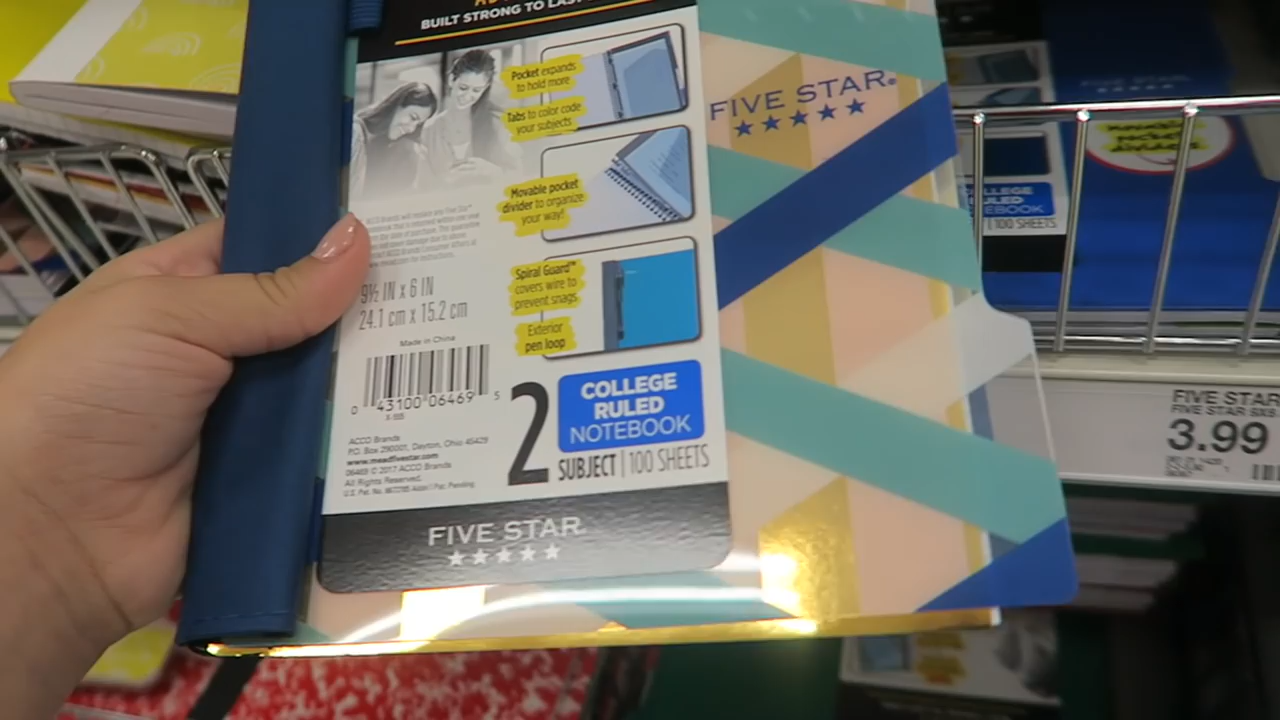 BUILT STRONG TO LAST
Pocket expands
to hold more
Tabs to color code
your subjects
Movable pocket
divider to organize
your way!
Spiral Guard™
covers wire to
prevent snags
Exterior
pen loop
9½ IN x 6 IN
24.1 cm x 15.2 cm
Made in China
0 43100 06469 5
ACCO Brands
P.O. Box 290001, Dayton, Ohio 45429
www.meadfivestar.com
06469 © 2017 ACCO Brands
All Rights Reserved.
2
COLLEGE
RULED
NOTEBOOK
SUBJECT | 100 SHEETS
FIVE STAR
FIVE STAR®
COLLEGE
NOTEBOOK
100 SHEETS
FIVE STAR
FIVE STAR
3.99